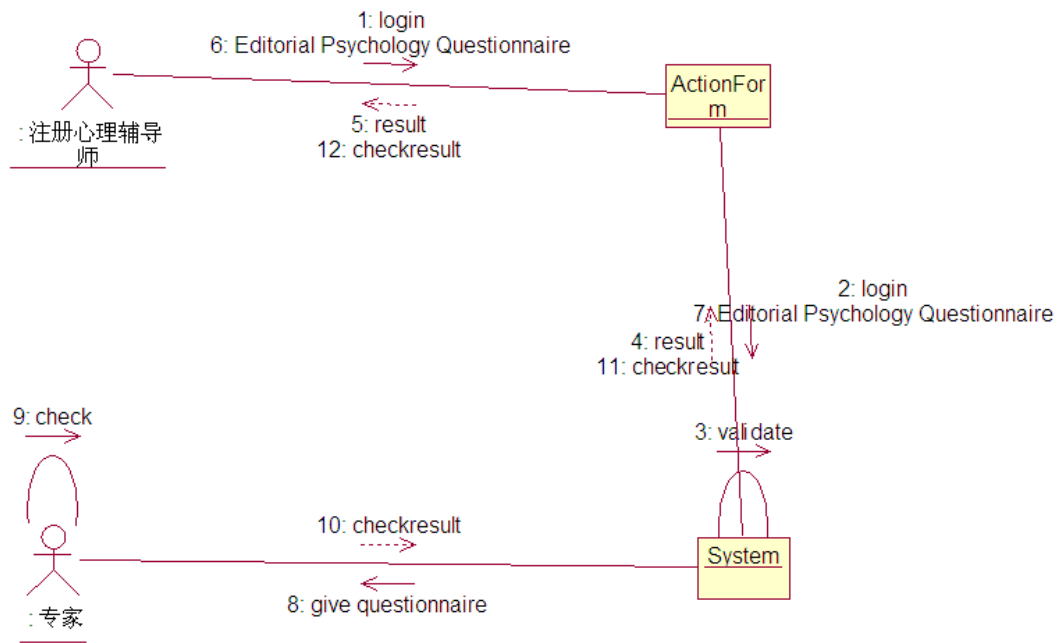 1: login
6: Editorial Psychology Questionnaire
5: result
12: checkresult
: 注册心理辅导
师
ActionFor
m
2: login
7: Editorial Psychology Questionnaire
4: result
11: checkresult
3: validate
9: check
10: checkresult
8: give questionnaire
System
: 专家